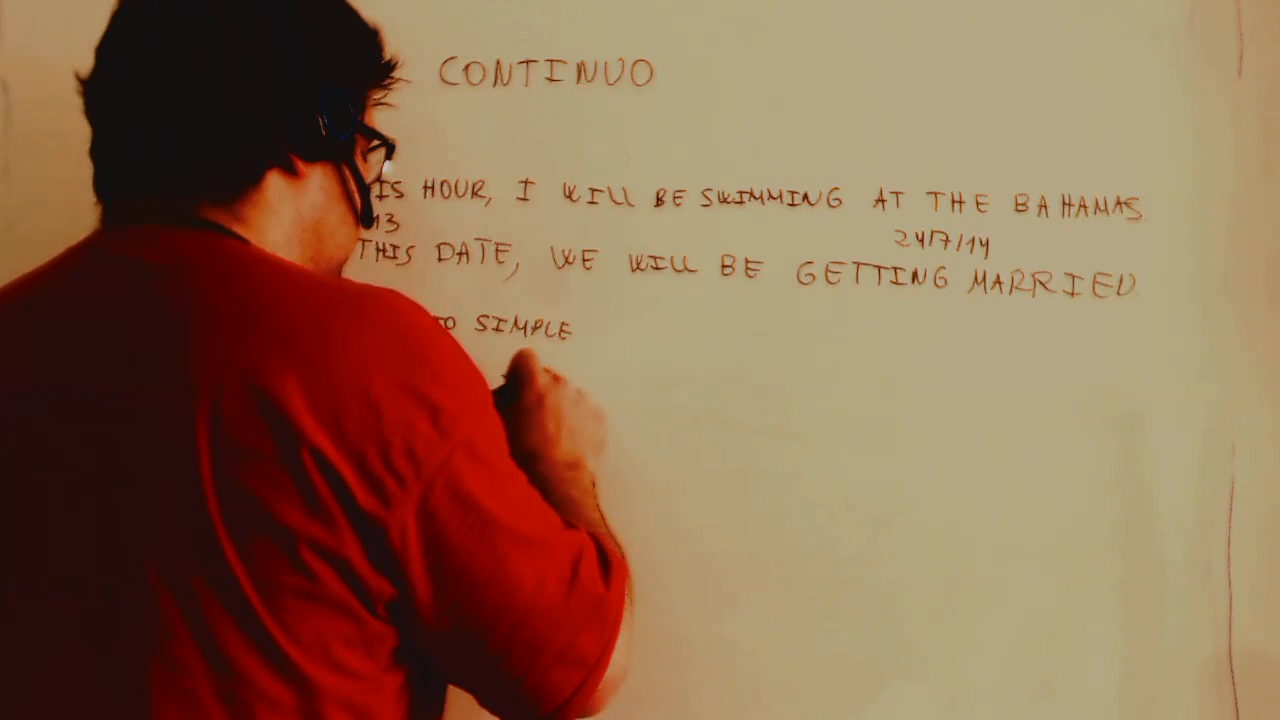 CONTINUO
IS HOUR, I WILL BE SWIMMING AT THE BAHAMAS
13 24/7/14
THIS DATE, WE WILL BE GETTING MARRIED
SIMPLE